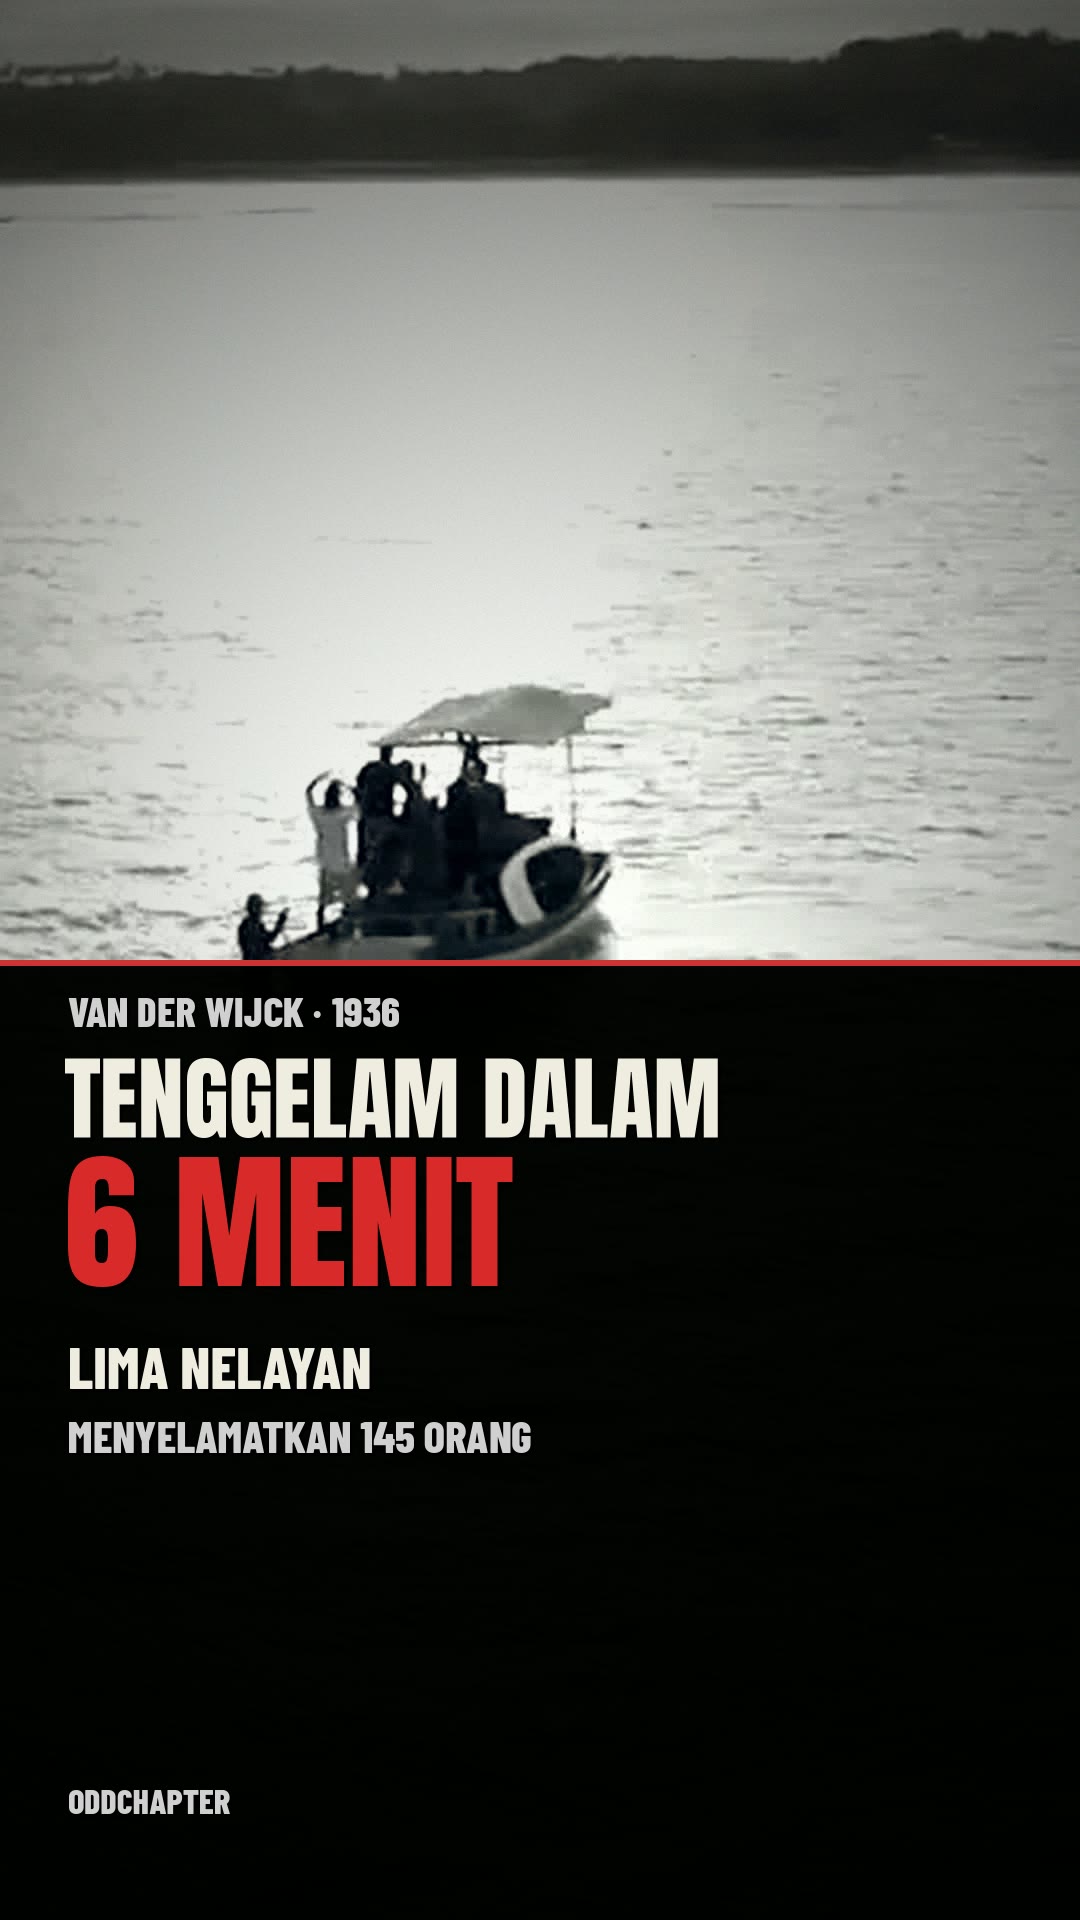 VAN DER WIJCK · 1936
TENGGELAM DALAM
6 MENIT
LIMA NELAYAN
MENYELAMATKAN 145 ORANG
ODDCHAPTER